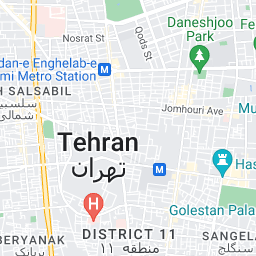 Nosrat St
Qods St
Daneshjoo
Park
dan-e Enghelab-e
mi Metro Station
M
H SALSABIL
سلسبیل
شمالی
Jomhouri Ave
Mu
Tehran
تهران
M
Has
H
Golestan Pala
DISTRICT 11
منطقه ۱۱
BERYANAK
بریانک
SANGELA
سنگلج